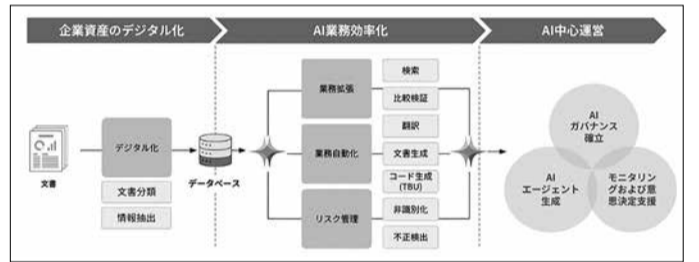 企業資産のデジタル化
AI業務効率化
AI中心運営
文書
デジタル化
文書分類
情報抽出
データベース
業務拡張
業務自動化
リスク管理
検索
比較検証
翻訳
文書生成
コード生成
(TBU)
非識別化
不正検出
AI
ガバナンス
確立
AI
エージェント
生成
モニタリン
グおよび意
思決定支援